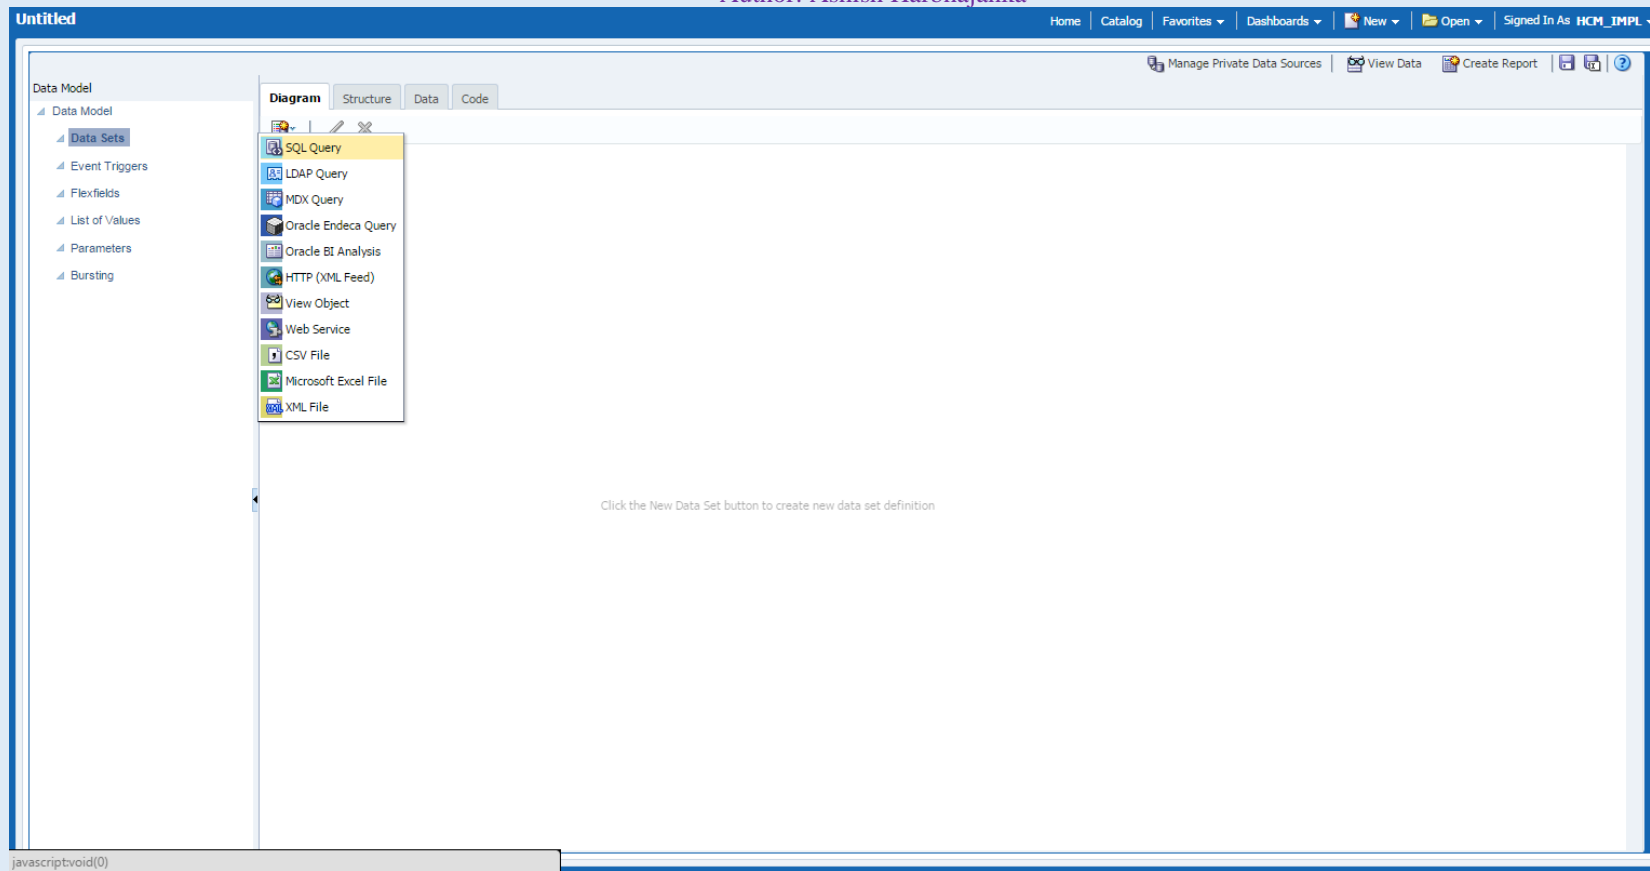 Untitled
Home Catalog Favorites Dashboards New Open Signed In As HCM_IMPL
Manage Private Data Sources View Data Create Report
Data Model
Diagram Structure Data Code
Data Model
Data Sets
Event Triggers
Flexfields
List of Values
Parameters
Bursting
SQL Query
LDAP Query
MDX Query
Oracle Endeca Query
Oracle BI Analysis
HTTP (XML Feed)
View Object
Web Service
CSV File
Microsoft Excel File
XML File
Click the New Data Set button to create new data set definition
javascript:void(0)